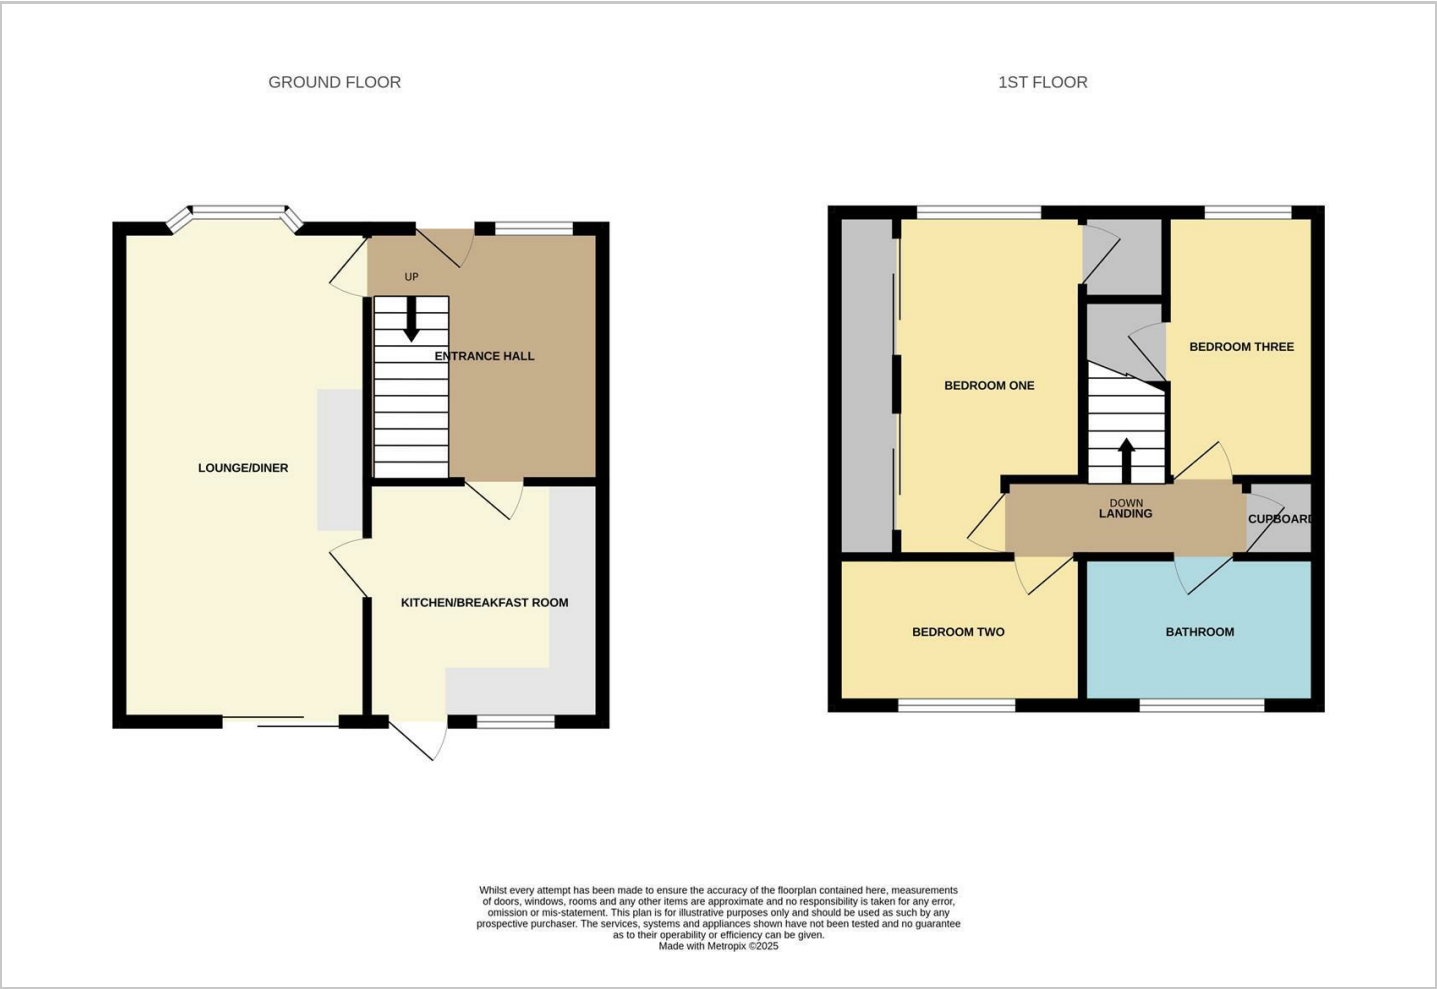 GROUND FLOOR
1ST FLOOR
UP
ENTRANCE HALL
LOUNGE/DINER
KITCHEN/BREAKFAST ROOM
BEDROOM ONE
BEDROOM THREE
DOWN
LANDING
CUPBOARD
BEDROOM TWO
BATHROOM
Whilst every attempt has been made to ensure the accuracy of the floorplan contained here, measurements
of doors, windows, rooms and any other items are approximate and no responsibility is taken for any error,
omission or mis-statement. This plan is for illustrative purposes only and should be used as such by any
prospective purchaser. The services, systems and appliances shown have not been tested and no guarantee
as to their operability or efficiency can be given.
Made with Metropix ©2025